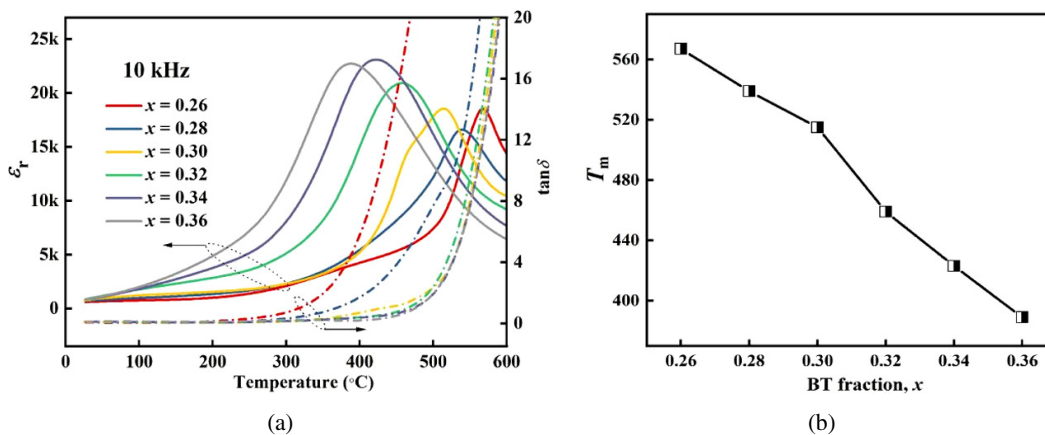 25k
20k
15k
10k
5k
0
εr
10 kHz
x = 0.26
x = 0.28
x = 0.30
x = 0.32
x = 0.34
x = 0.36
20
16
12
8
4
0
tanδ
0 100 200 300 400 500 600
Temperature (°C)
(a)
560
520
480
440
400
Tm
0.26 0.28 0.30 0.32 0.34 0.36
BT fraction, x
(b)